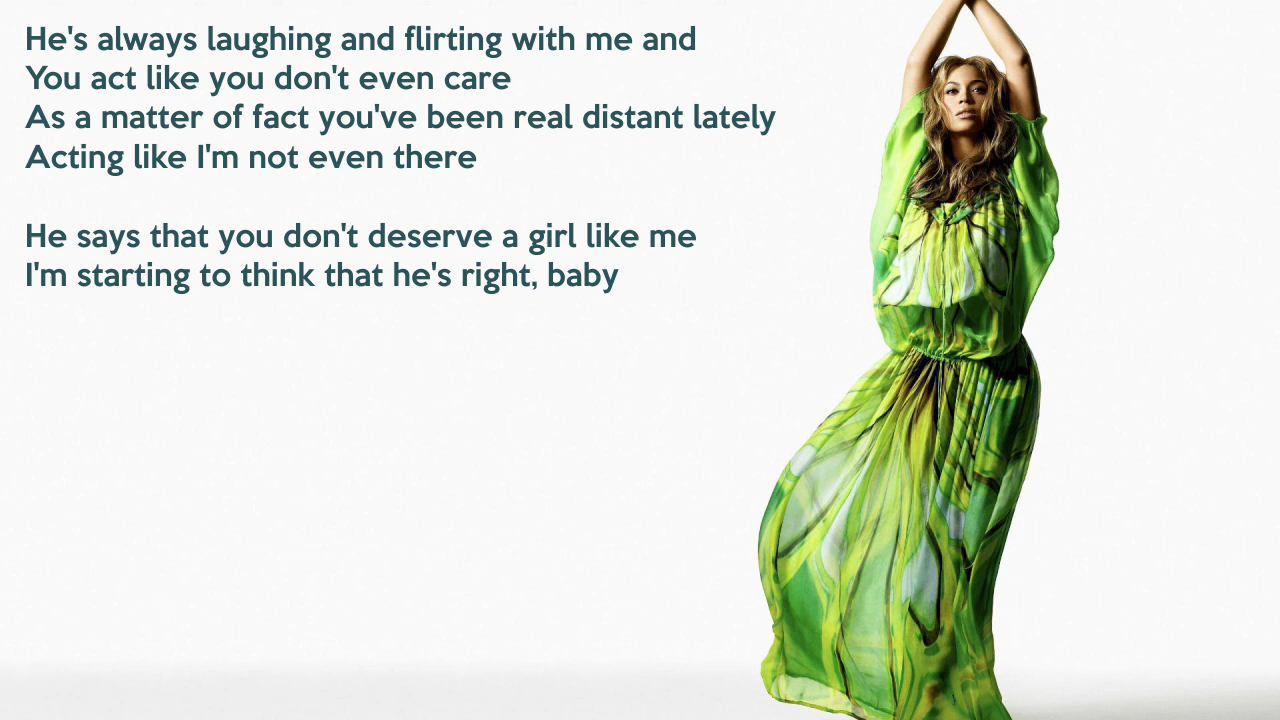 He's always laughing and flirting with me and
You act like you don't even care
As a matter of fact you've been real distant lately
Acting like I'm not even there
He says that you don't deserve a girl like me
I'm starting to think that he's right, baby